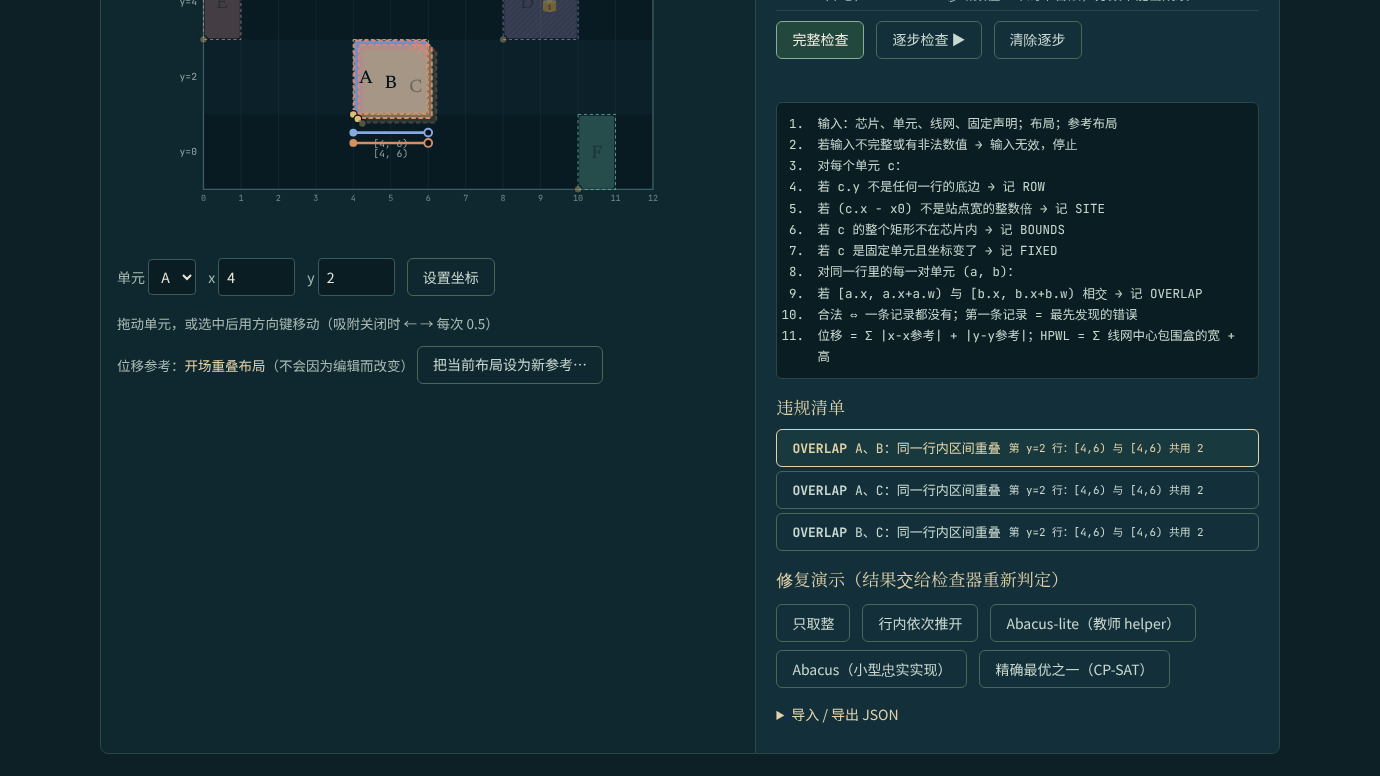 y=4
E
D
A
B
C
y=2
[4, 6)
[4, 6)
F
y=0
0 1 2 3 4 5 6 7 8 9 10 11 12
单元 A x 4 y 2 设置坐标
拖动单元，或选中后用方向键移动（吸附关闭时 ←→ 每次 0.5）
位移参考：开场重叠布局（不会因为编辑而改变） 把当前布局设为新参考…
完整检查 逐步检查 ▶ 清除逐步
1. 输入：芯片、单元、线网、固定声明；布局；参考布局
2. 若输入不完整或有非法数值 → 输入无效，停止
3. 对每个单元 c：
4. 若 c.y 不是任何一行的底边 → 记 ROW
5. 若 (c.x - x0) 不是站点宽的整数倍 → 记 SITE
6. 若 c 的整个矩形不在芯片内 → 记 BOUNDS
7. 若 c 是固定单元且坐标变了 → 记 FIXED
8. 对同一行里的每一对单元 (a, b)：
9. 若 [a.x, a.x+a.w) 与 [b.x, b.x+b.w) 相交 → 记 OVERLAP
10. 合法 ⇔ 一条记录都没有；第一条记录 = 最先发现的错误
11. 位移 = Σ |x-x参考| + |y-y参考|；HPWL = Σ 线网中心包围盒的宽 +
高
违规清单
OVERLAP A、B：同一行内区间重叠 第 y=2 行：[4,6) 与 [4,6) 共用 2
OVERLAP A、C：同一行内区间重叠 第 y=2 行：[4,6) 与 [4,6) 共用 2
OVERLAP B、C：同一行内区间重叠 第 y=2 行：[4,6) 与 [4,6) 共用 2
修复演示（结果交给检查器重新判定）
只取整 行内依次推开 Abacus-lite（教师 helper）
Abacus（小型忠实实现） 精确最优之一（CP-SAT）
▶ 导入 / 导出 JSON